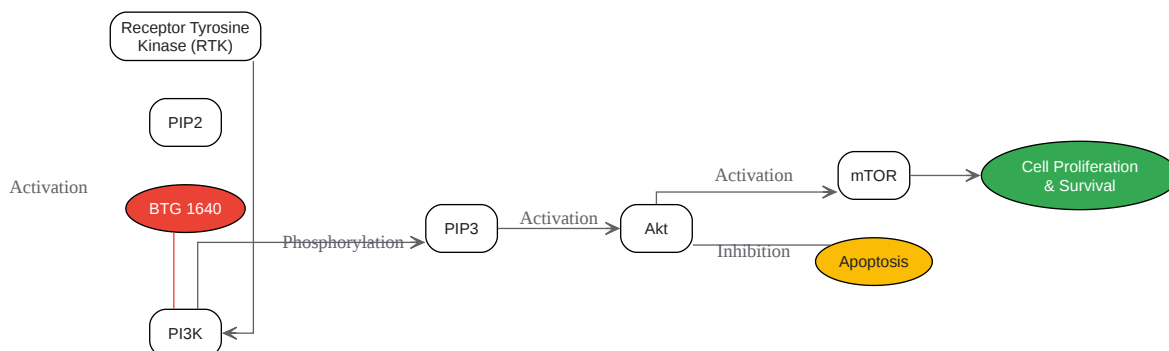 Receptor Tyrosine
Kinase (RTK)
PIP2
Activation
BTG 1640
Phosphorylation
PI3K
PIP3
Activation
Akt
Activation
Inhibition
mTOR
Apoptosis
Cell Proliferation
& Survival